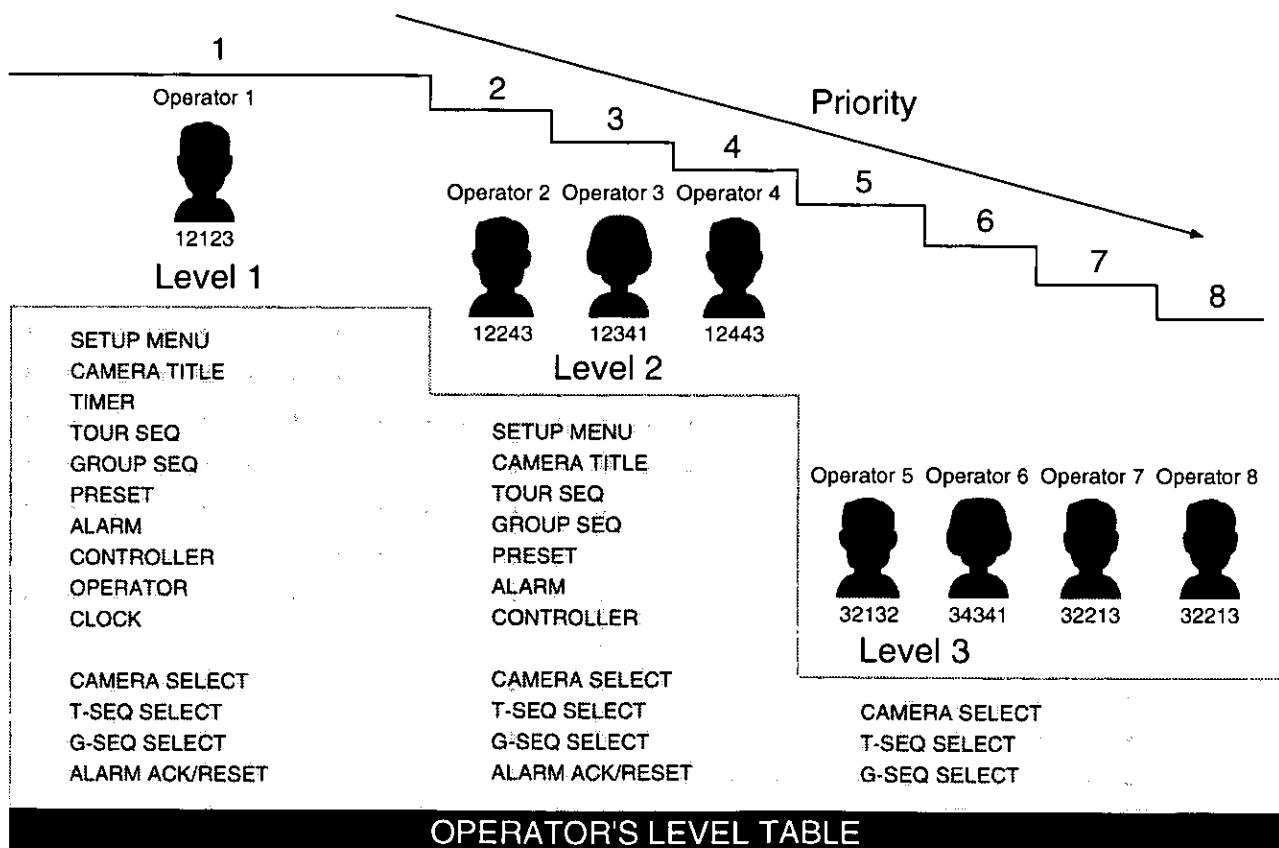 1
2
3
4
5
6
7
8
Priority
Operator 1
12123
Level 1
Operator 2 Operator 3 Operator 4
12243 12341 12443
Level 2
Operator 5 Operator 6 Operator 7 Operator 8
32132 34341 32213 32213
Level 3
SETUP MENU
CAMERA TITLE
TIMER
TOUR SEQ
GROUP SEQ
PRESET
ALARM
CONTROLLER
OPERATOR
CLOCK
CAMERA SELECT
T-SEQ SELECT
G-SEQ SELECT
ALARM ACK/RESET
SETUP MENU
CAMERA TITLE
TOUR SEQ
GROUP SEQ
PRESET
ALARM
CONTROLLER
CAMERA SELECT
T-SEQ SELECT
G-SEQ SELECT
ALARM ACK/RESET
CAMERA SELECT
T-SEQ SELECT
G-SEQ SELECT
OPERATOR'S LEVEL TABLE